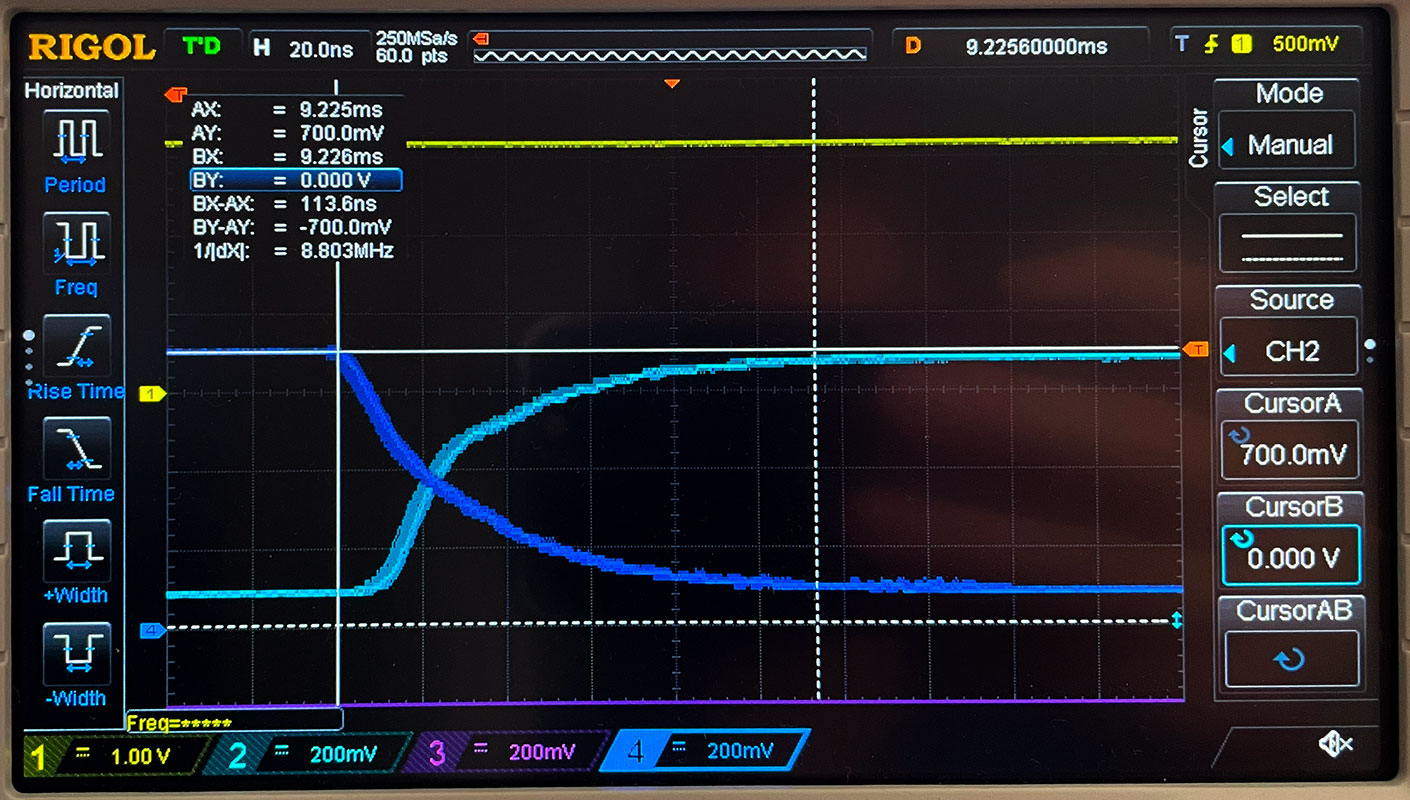 RIGOL T'D H 20.0ns 250MSa/s 60.0 pts D 9.22560000ms T 1 500mV
Horizontal
Period
Freq
Rise Time
Fall Time
+Width
-Width
T
AX: = 9.225ms
AY: = 700.0mV
BX: = 9.226ms
BY: = 0.000 V
BX-AX: = 113.6ns
BY-AY: = -700.0mV
1/|dX|: = 8.803MHz
1
4
T
Cursor
Mode
Manual
Select
Source
CH2
CursorA
700.0mV
CursorB
0.000 V
CursorAB
Freq=*****
1 = 1.00 V 2 = 200mV 3 = 200mV 4 = 200mV